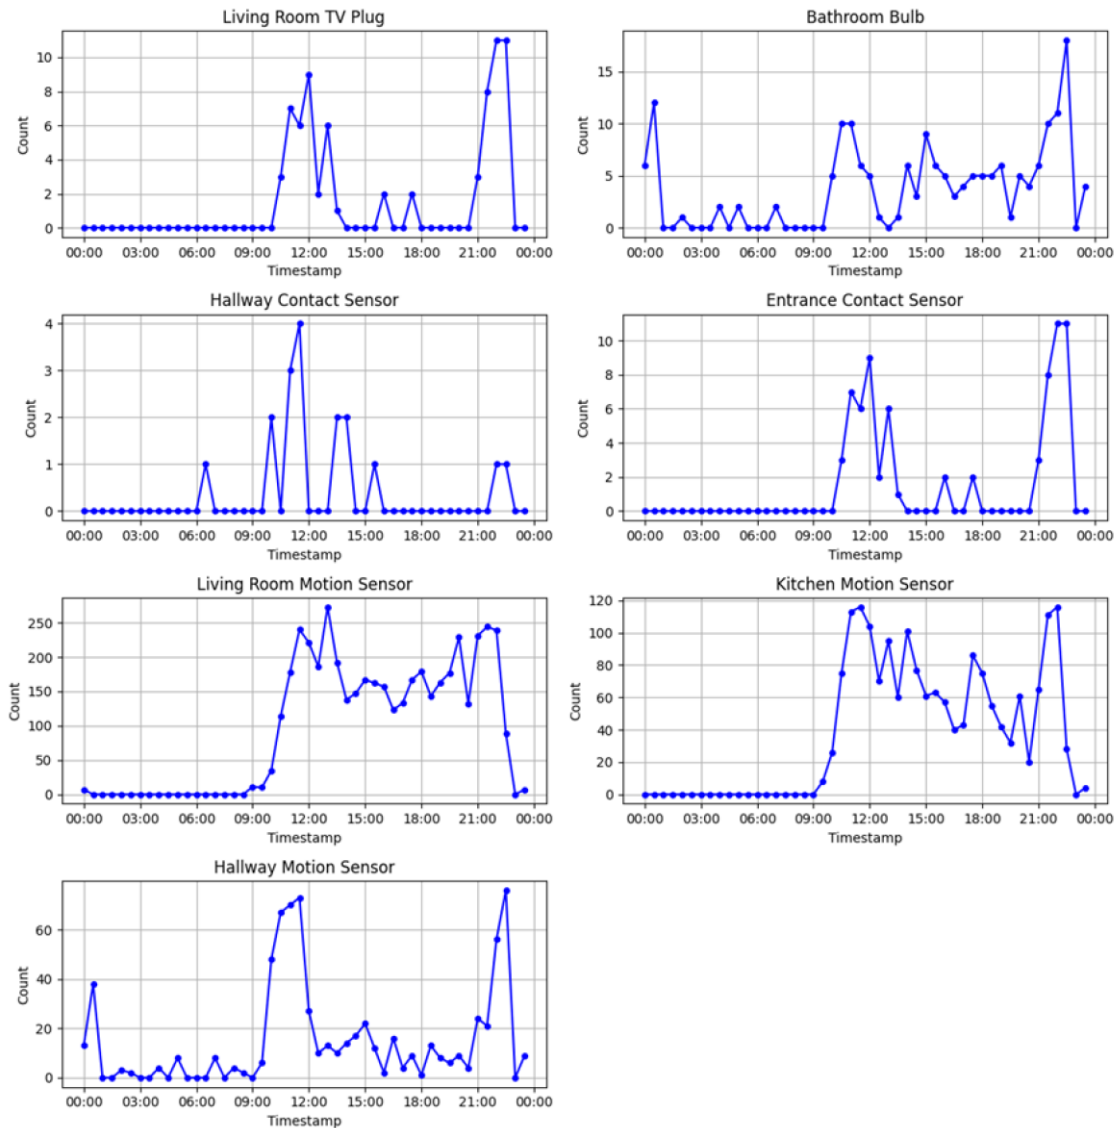 Living Room TV Plug
Count
10
8
6
4
2
0
00:00 03:00 06:00 09:00 12:00 15:00 18:00 21:00 00:00
Timestamp
Bathroom Bulb
Count
15
10
5
0
00:00 03:00 06:00 09:00 12:00 15:00 18:00 21:00 00:00
Timestamp
Hallway Contact Sensor
Count
4
3
2
1
0
00:00 03:00 06:00 09:00 12:00 15:00 18:00 21:00 00:00
Timestamp
Entrance Contact Sensor
Count
10
8
6
4
2
0
00:00 03:00 06:00 09:00 12:00 15:00 18:00 21:00 00:00
Timestamp
Living Room Motion Sensor
Count
250
200
150
100
50
0
00:00 03:00 06:00 09:00 12:00 15:00 18:00 21:00 00:00
Timestamp
Kitchen Motion Sensor
Count
120
100
80
60
40
20
0
00:00 03:00 06:00 09:00 12:00 15:00 18:00 21:00 00:00
Timestamp
Hallway Motion Sensor
Count
60
40
20
0
00:00 03:00 06:00 09:00 12:00 15:00 18:00 21:00 00:00
Timestamp